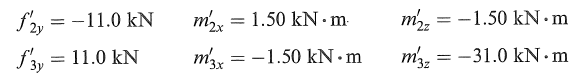 f′2y = −11.0 kN m′2x = 1.50 kN·m m′2z = −1.50 kN·m
f′3y = 11.0 kN m′3x = −1.50 kN·m m′3z = −31.0 kN·m